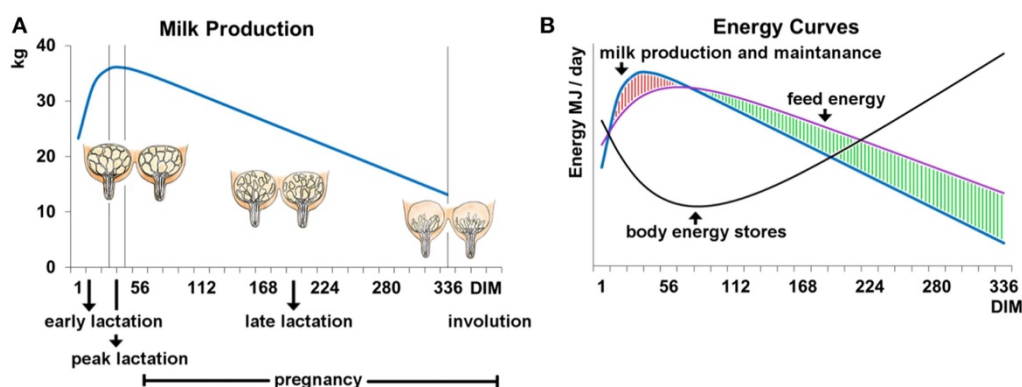 A
Milk Production
kg
40
30
20
10
0
1 56 112 168 224 280 336 DIM
early lactation late lactation involution
peak lactation
pregnancy
B
Energy Curves
Energy MJ / day
milk production and maintanance
feed energy
body energy stores
1 56 112 168 224 280 336
DIM